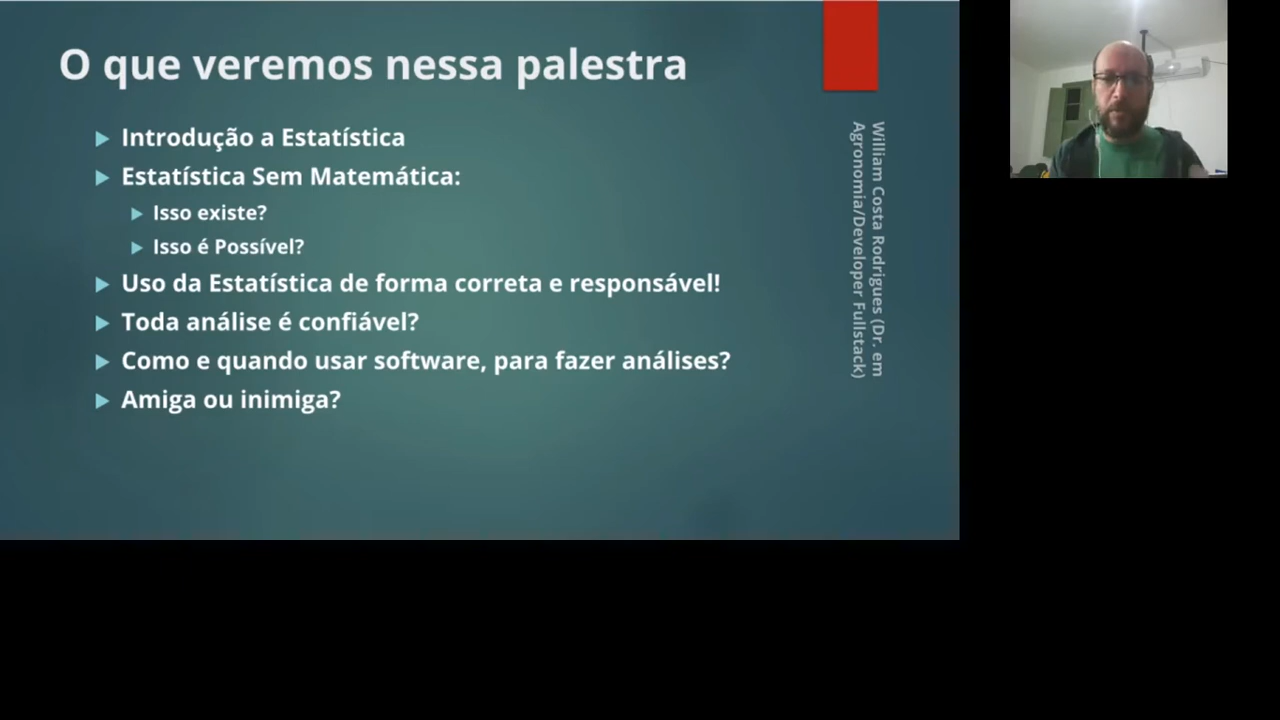 O que veremos nessa palestra
Introdução a Estatística
Estatística Sem Matemática:
Isso existe?
Isso é Possível?
Uso da Estatística de forma correta e responsável!
Toda análise é confiável?
Como e quando usar software, para fazer análises?
Amiga ou inimiga?
William Costa Rodrigues (Dr. em
Agronomia/Developer Fullstack)